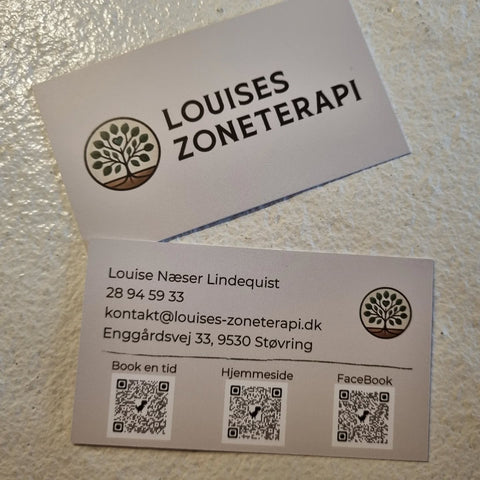 LOUISES
ZONETERAPI
Louise Næser Lindequist
28 94 59 33
kontakt@louises-zoneterapi.dk
Enggårdsvej 33, 9530 Støvring
Book en tid
Hjemmeside
FaceBook